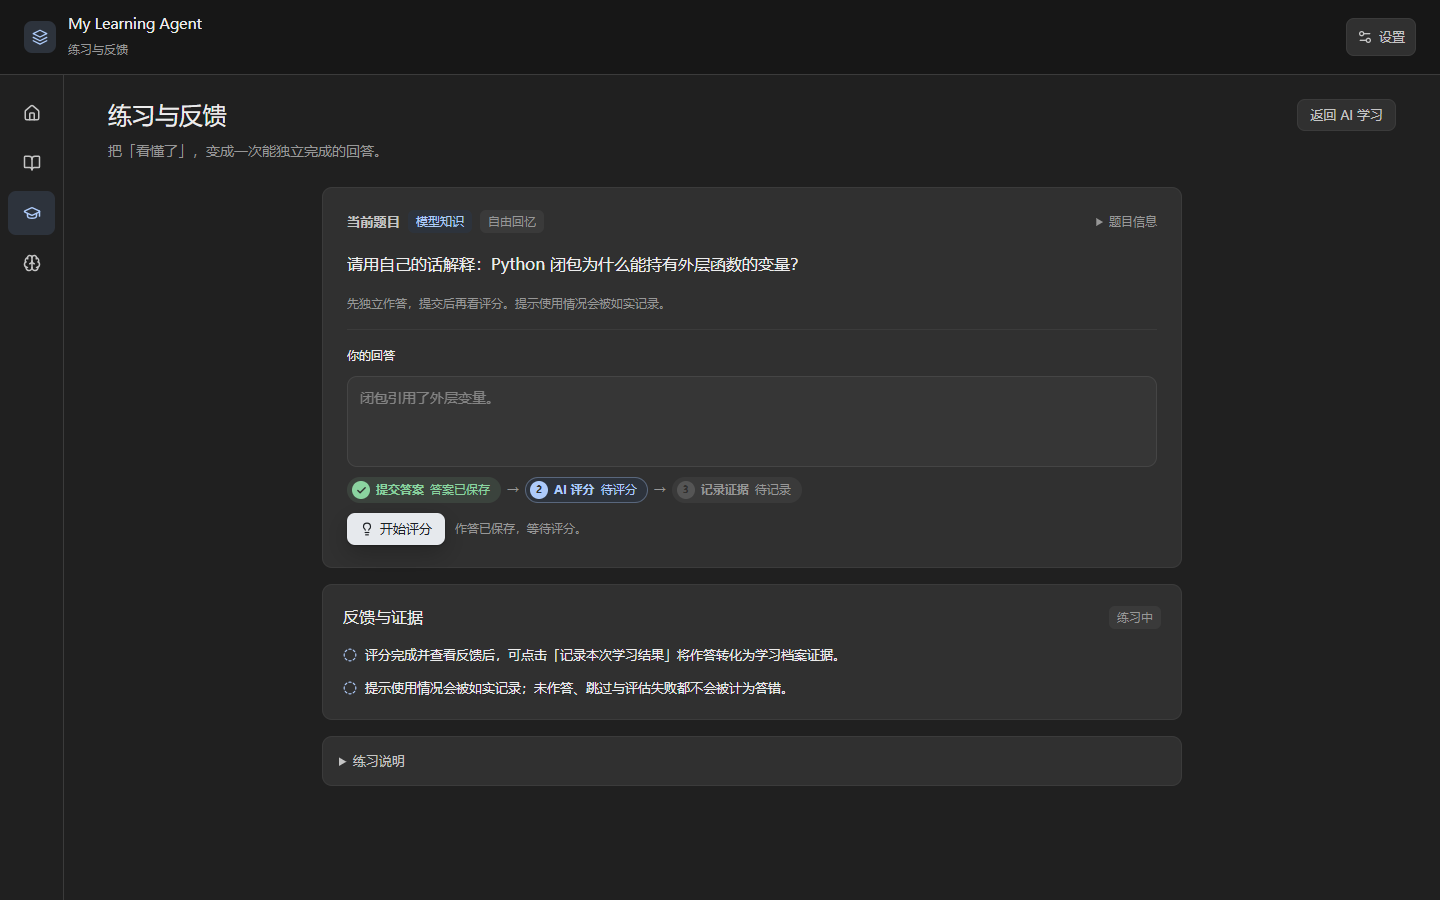 My Learning Agent
练习与反馈
设置
练习与反馈
返回 AI 学习
把「看懂了」，变成一次能独立完成的回答。
当前题目 模型知识 自由回忆
题目信息
请用自己的话解释：Python 闭包为什么能持有外层函数的变量？
先独立作答，提交后再看评分。提示使用情况会被如实记录。
你的回答
闭包引用了外层变量。
提交答案 答案已保存 → 2 AI 评分 待评分 → 3 记录证据 待记录
开始评分 作答已保存，等待评分。
反馈与证据
练习中
评分完成并查看反馈后，可点击「记录本次学习结果」将作答转化为学习档案证据。
提示使用情况会被如实记录；未作答、跳过与评估失败都不会被计为答错。
练习说明